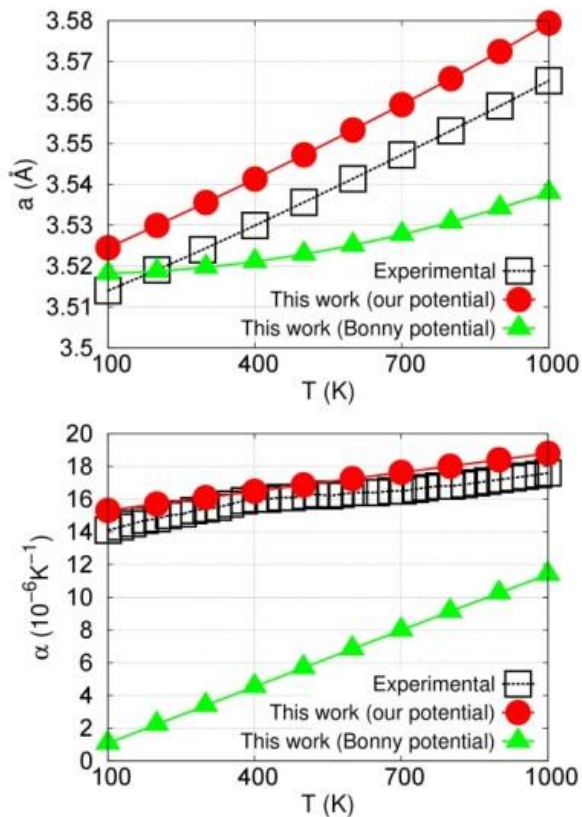 3.58
3.57
3.56
3.55
3.54
3.53
3.52
3.51
3.5
a (Å)
Experimental
This work (our potential)
This work (Bonny potential)
100 400 700 1000
T (K)
20
18
16
14
12
10
8
6
4
2
0
α (10⁻⁶K⁻¹)
Experimental
This work (our potential)
This work (Bonny potential)
100 400 700 1000
T (K)